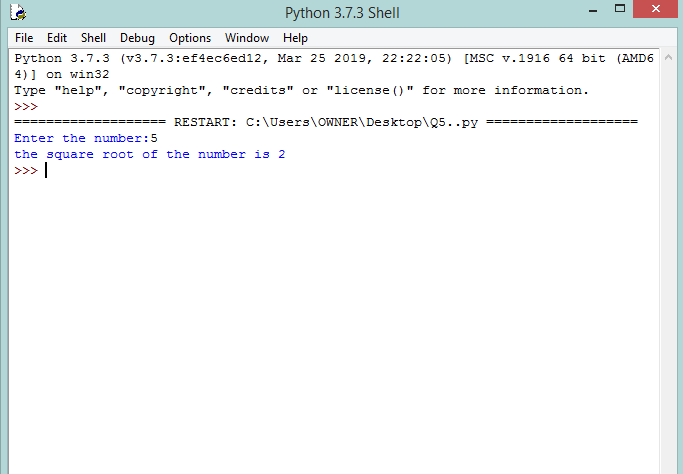 Python 3.7.3 Shell
File Edit Shell Debug Options Window Help
Python 3.7.3 (v3.7.3:ef4ec6ed12, Mar 25 2019, 22:22:05) [MSC v.1916 64 bit (AMD6
4)] on win32
Type "help", "copyright", "credits" or "license()" for more information.
>>>
=================== RESTART: C:\Users\OWNER\Desktop\Q5..py ===================
Enter the number:5
the square root of the number is 2
>>>